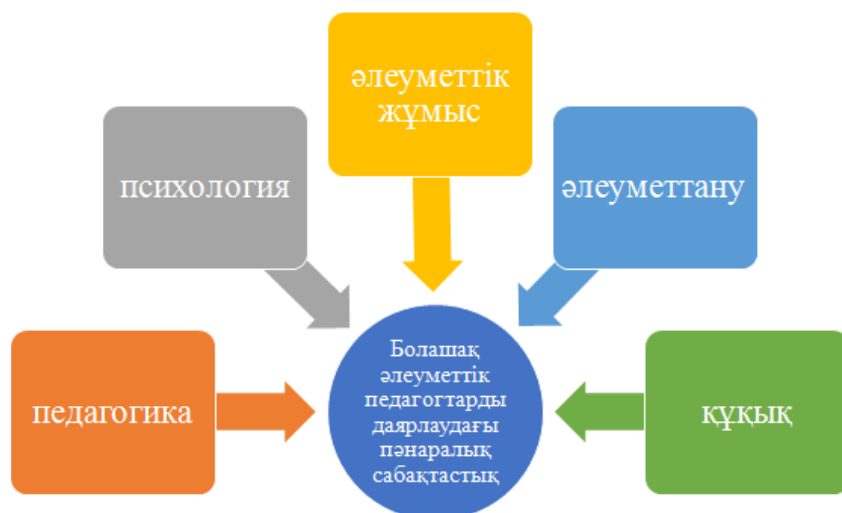 әлеуметтік
жұмыс
психология
әлеуметтану
педагогика
Болашақ
әлеуметтік
педагогтарды
даярлаудағы
пәнаралық
сабақтастық
құқық